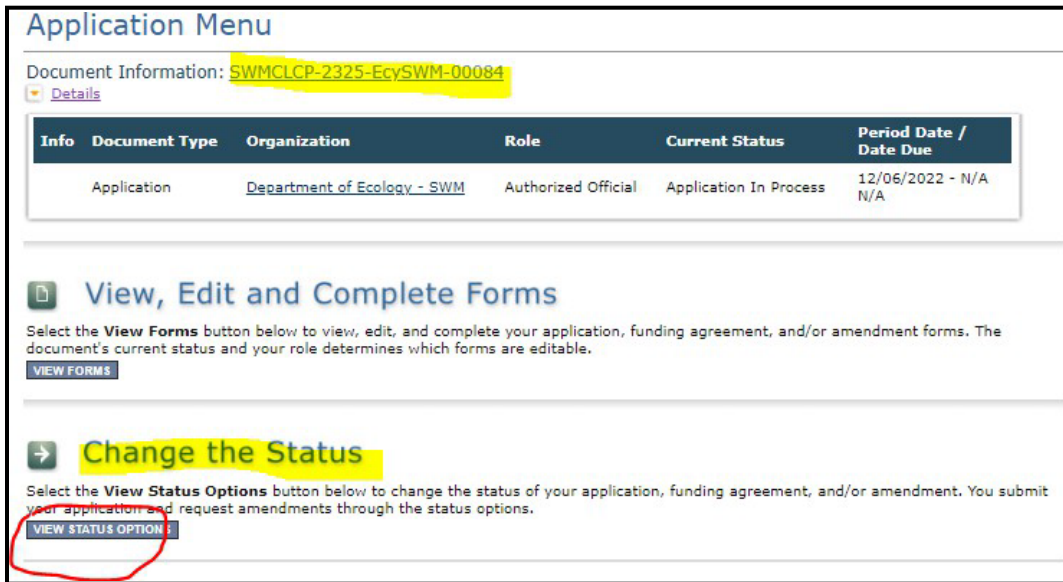 Application Menu
Document Information: SWMCLCP-2325-EcySWM-00084
Details
Info Document Type Organization Role Current Status Period Date / Date Due
Application Department of Ecology - SWM Authorized Official Application In Process 12/06/2022 - N/A
N/A
View, Edit and Complete Forms
Select the View Forms button below to view, edit, and complete your application, funding agreement, and/or amendment forms. The
document's current status and your role determines which forms are editable.
VIEW FORMS
Change the Status
Select the View Status Options button below to change the status of your application, funding agreement, and/or amendment. You submit
your application and request amendments through the status options.
VIEW STATUS OPTIONS